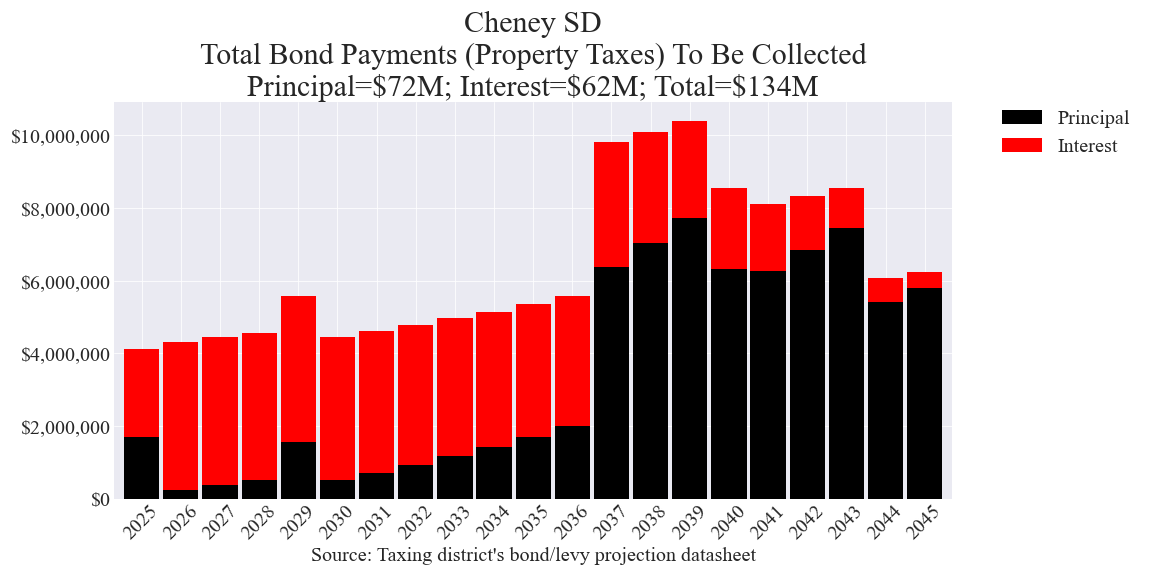 Cheney SD
Total Bond Payments (Property Taxes) To Be Collected
Principal=$72M; Interest=$62M; Total=$134M
Principal
Interest
$10,000,000
$8,000,000
$6,000,000
$4,000,000
$2,000,000
$0
2025 2026 2027 2028 2029 2030 2031 2032 2033 2034 2035 2036 2037 2038 2039 2040 2041 2042 2043 2044 2045
Source: Taxing district's bond/levy projection datasheet